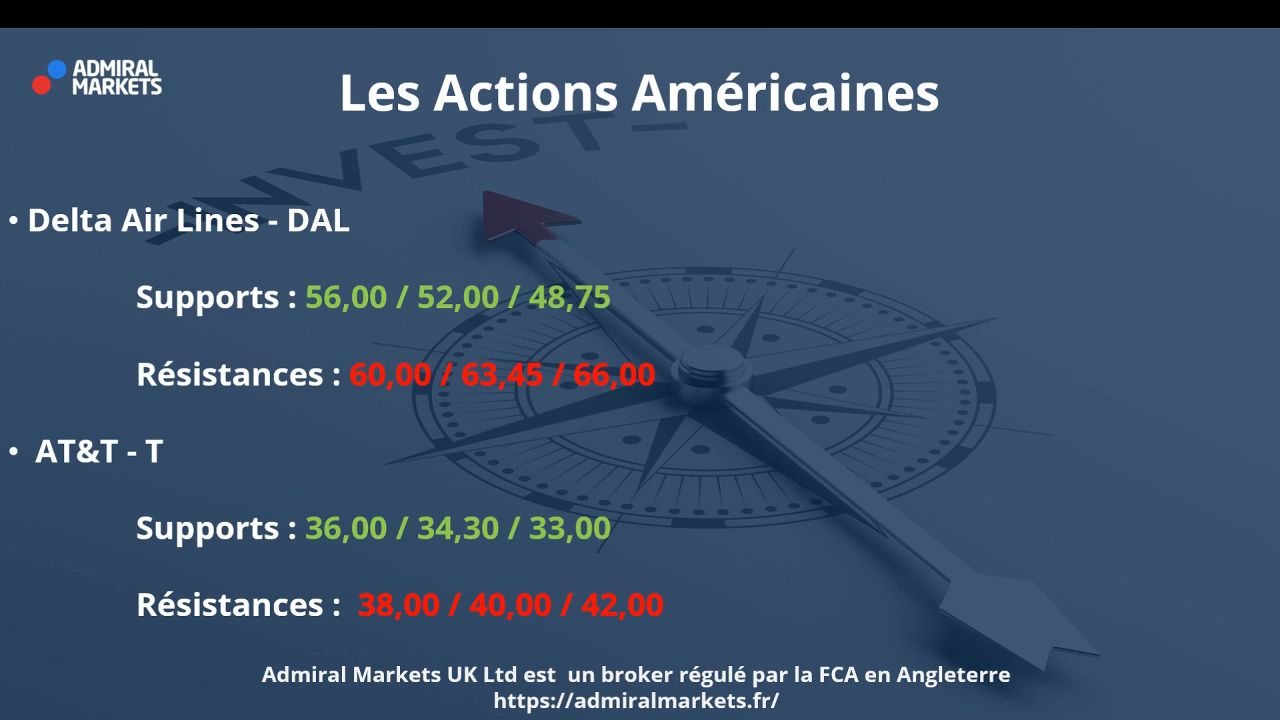 ADMIRAL
MARKETS
Les Actions Américaines
INVEST-
• Delta Air Lines - DAL
Supports : 56,00 / 52,00 / 48,75
Résistances : 60,00 / 63,45 / 66,00
• AT&T - T
Supports : 36,00 / 34,30 / 33,00
Résistances : 38,00 / 40,00 / 42,00
Admiral Markets UK Ltd est un broker régulé par la FCA en Angleterre
https://admiralmarkets.fr/